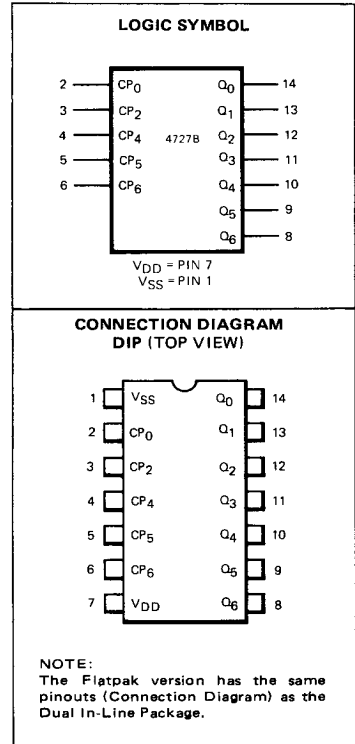 LOGIC SYMBOL
2 CP0 Q0 14
3 CP2 Q1 13
4 CP4 4727B Q2 12
5 CP5 Q3 11
6 CP6 Q4 10
Q5 9
Q6 8
VDD = PIN 7
VSS = PIN 1
CONNECTION DIAGRAM
DIP (TOP VIEW)
1 VSS Q0 14
2 CP0 Q1 13
3 CP2 Q2 12
4 CP4 Q3 11
5 CP5 Q4 10
6 CP6 Q5 9
7 VDD Q6 8
NOTE:
The Flatpak version has the same
pinouts (Connection Diagram) as the
Dual In-Line Package.